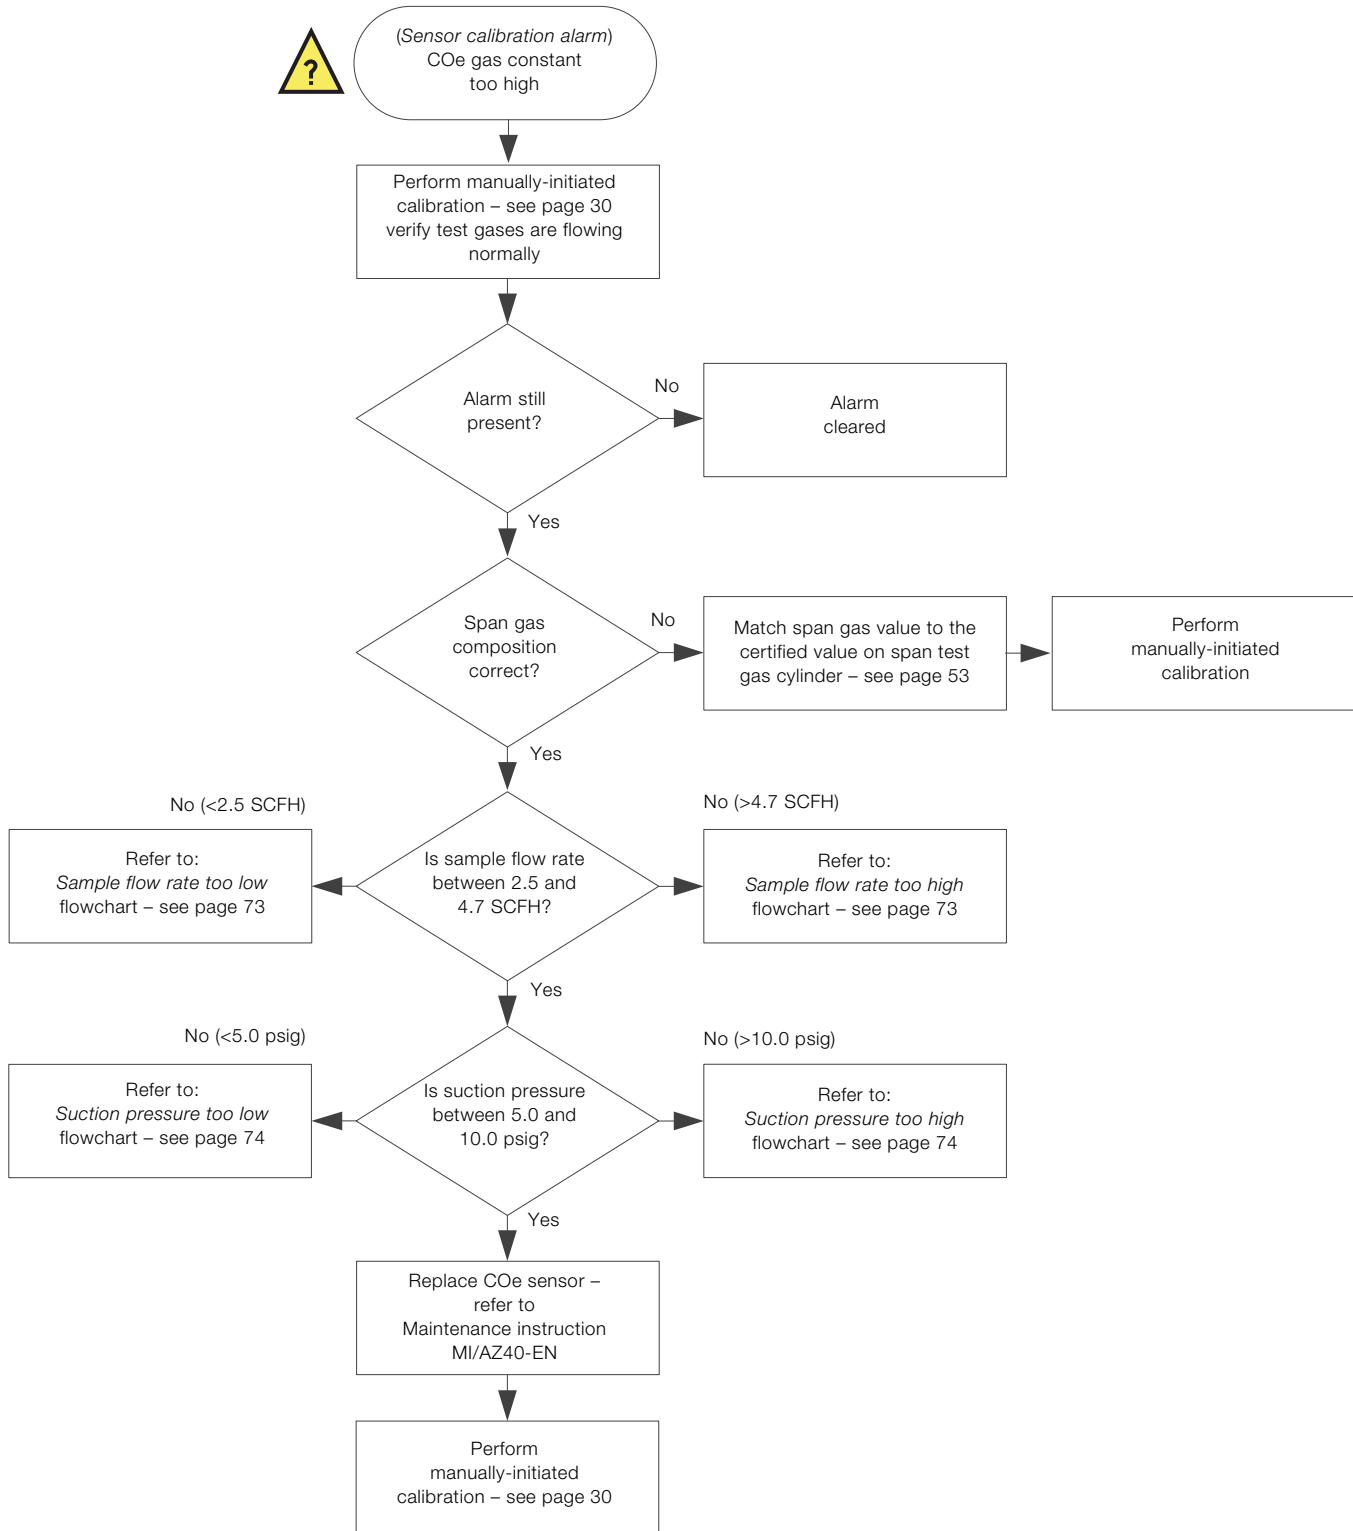 ?
(Sensor calibration alarm)
COe gas constant
too high
Perform manually-initiated
calibration – see page 30
verify test gases are flowing
normally
Alarm still
present?
No
Alarm
cleared
Yes
Span gas
composition
correct?
No
Match span gas value to the
certified value on span test
gas cylinder – see page 53
Perform
manually-initiated
calibration
Yes
No (<2.5 SCFH)
Refer to:
Sample flow rate too low
flowchart – see page 73
Is sample flow rate
between 2.5 and
4.7 SCFH?
No (>4.7 SCFH)
Refer to:
Sample flow rate too high
flowchart – see page 73
Yes
No (<5.0 psig)
Refer to:
Suction pressure too low
flowchart – see page 74
Is suction pressure
between 5.0 and
10.0 psig?
No (>10.0 psig)
Refer to:
Suction pressure too high
flowchart – see page 74
Yes
Replace COe sensor –
refer to
Maintenance instruction
MI/AZ40-EN
Perform
manually-initiated
calibration – see page 30